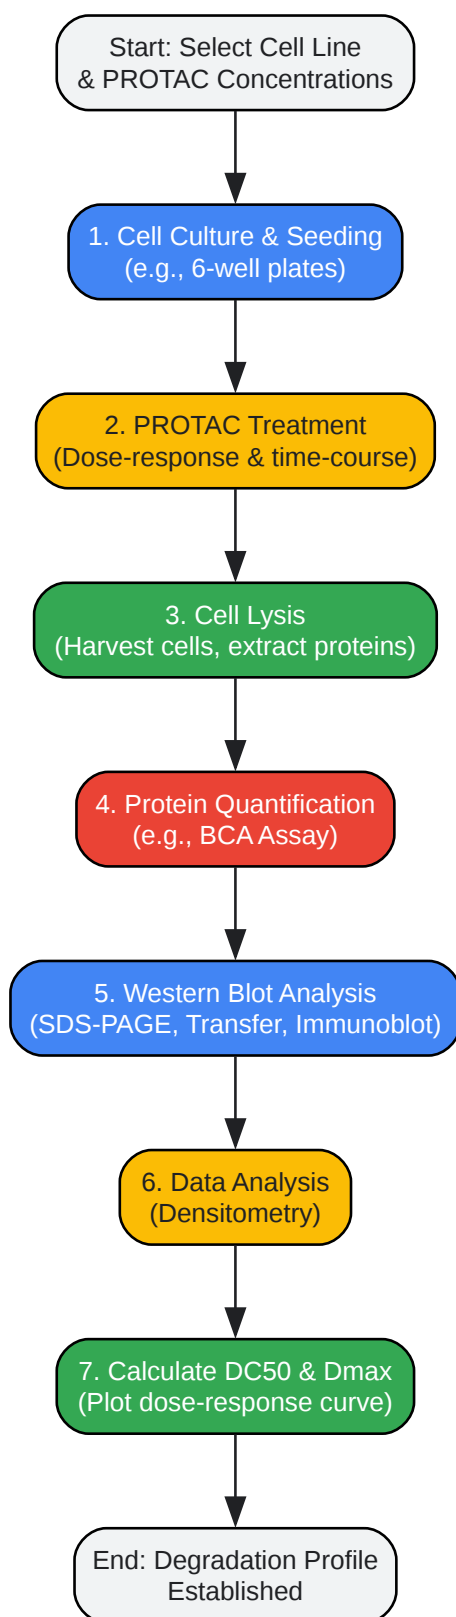 Start: Select Cell Line
& PROTAC Concentrations
1. Cell Culture & Seeding
(e.g., 6-well plates)
2. PROTAC Treatment
(Dose-response & time-course)
3. Cell Lysis
(Harvest cells, extract proteins)
4. Protein Quantification
(e.g., BCA Assay)
5. Western Blot Analysis
(SDS-PAGE, Transfer, Immunoblot)
6. Data Analysis
(Densitometry)
7. Calculate DC50 & Dmax
(Plot dose-response curve)
End: Degradation Profile
Established